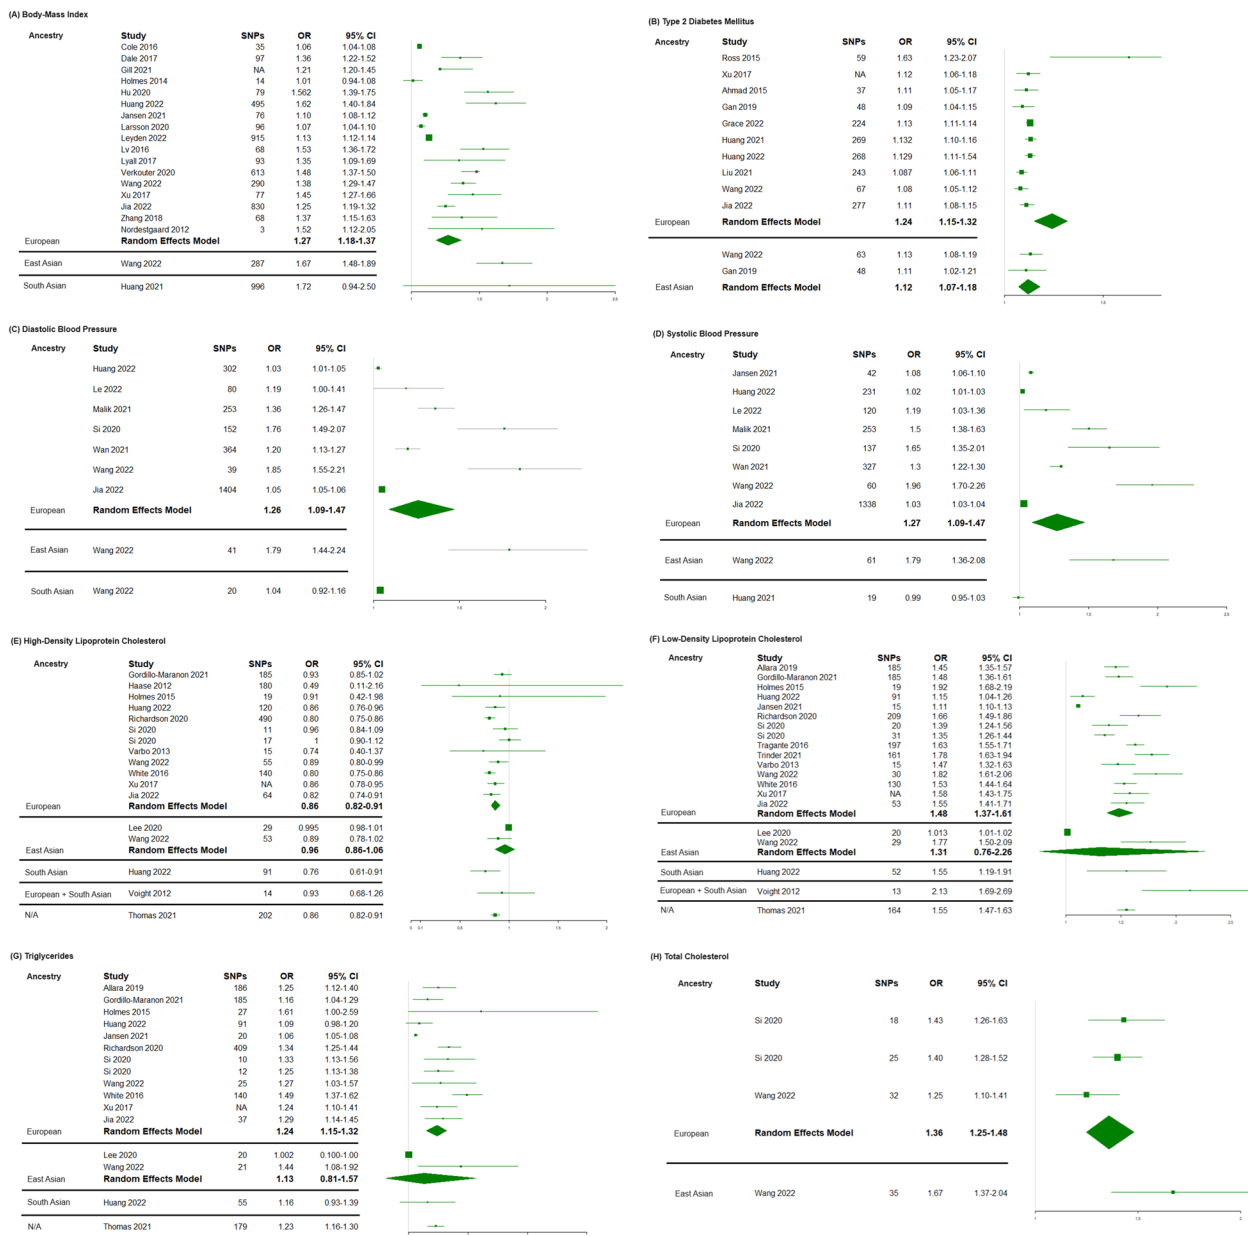 (A) Body-Mass Index
Ancestry Study SNPs OR 95% CI
Cole 2016 35 1.06 1.04-1.08
Dale 2017 97 1.36 1.22-1.52
Gill 2021 NA 1.21 1.20-1.45
Holmes 2014 14 1.01 0.94-1.08
Hu 2020 79 1.562 1.39-1.75
Huang 2022 495 1.62 1.40-1.84
Jansen 2021 76 1.10 1.08-1.12
Larsson 2020 96 1.07 1.04-1.10
Leyden 2022 915 1.13 1.12-1.14
Lv 2016 68 1.53 1.36-1.72
Lyall 2017 93 1.35 1.09-1.69
Verkouter 2020 613 1.48 1.37-1.50
Wang 2022 290 1.38 1.29-1.47
Xu 2017 77 1.45 1.27-1.66
Jia 2022 830 1.25 1.19-1.32
Zhang 2018 68 1.37 1.15-1.63
Nordestgaard 2012 3 1.52 1.12-2.05
European Random Effects Model 1.27 1.18-1.37
East Asian Wang 2022 287 1.67 1.48-1.89
South Asian Huang 2021 996 1.72 0.94-2.50
1 1.5 2 2.5
(B) Type 2 Diabetes Mellitus
Ancestry Study SNPs OR 95% CI
Ross 2015 59 1.63 1.23-2.07
Xu 2017 NA 1.12 1.06-1.18
Ahmad 2015 37 1.11 1.05-1.17
Gan 2019 48 1.09 1.04-1.15
Grace 2022 224 1.13 1.11-1.14
Huang 2021 269 1.132 1.10-1.16
Huang 2022 268 1.129 1.11-1.54
Liu 2021 243 1.087 1.06-1.11
Wang 2022 67 1.08 1.05-1.12
Jia 2022 277 1.11 1.08-1.15
European Random Effects Model 1.24 1.15-1.32
Wang 2022 63 1.13 1.08-1.19
Gan 2019 48 1.11 1.02-1.21
East Asian Random Effects Model 1.12 1.07-1.18
1 1.5
(C) Diastolic Blood Pressure
Ancestry Study SNPs OR 95% CI
Huang 2022 302 1.03 1.01-1.05
Le 2022 80 1.19 1.00-1.41
Malik 2021 253 1.36 1.26-1.47
Si 2020 152 1.76 1.49-2.07
Wan 2021 364 1.20 1.13-1.27
Wang 2022 39 1.85 1.55-2.21
Jia 2022 1404 1.05 1.05-1.06
European Random Effects Model 1.26 1.09-1.47
East Asian Wang 2022 41 1.79 1.44-2.24
South Asian Wang 2022 20 1.04 0.92-1.16
1 1.5 2
(D) Systolic Blood Pressure
Ancestry Study SNPs OR 95% CI
Jansen 2021 42 1.08 1.06-1.10
Huang 2022 231 1.02 1.01-1.03
Le 2022 120 1.19 1.03-1.36
Malik 2021 253 1.5 1.38-1.63
Si 2020 137 1.65 1.35-2.01
Wan 2021 327 1.3 1.22-1.30
Wang 2022 60 1.96 1.70-2.26
Jia 2022 1338 1.03 1.03-1.04
European Random Effects Model 1.27 1.09-1.47
East Asian Wang 2022 61 1.79 1.36-2.08
South Asian Huang 2021 19 0.99 0.95-1.03
1 1.5 2 2.5
(E) High-Density Lipoprotein Cholesterol
Ancestry Study SNPs OR 95% CI
Gordillo-Maranon 2021 185 0.93 0.85-1.02
Haase 2012 180 0.49 0.11-2.16
Holmes 2015 19 0.91 0.42-1.98
Huang 2022 120 0.86 0.76-0.96
Richardson 2020 490 0.80 0.75-0.86
Si 2020 11 0.96 0.84-1.09
Si 2020 17 1 0.90-1.12
Varbo 2013 15 0.74 0.40-1.37
Wang 2022 55 0.89 0.80-0.99
White 2016 140 0.80 0.75-0.86
Xu 2017 NA 0.86 0.78-0.95
Jia 2022 64 0.82 0.74-0.91
European Random Effects Model 0.86 0.82-0.91
Lee 2020 29 0.995 0.98-1.01
Wang 2022 53 0.89 0.78-1.02
East Asian Random Effects Model 0.96 0.86-1.06
South Asian Huang 2022 91 0.76 0.61-0.91
European + South Asian Voight 2012 14 0.93 0.68-1.26
N/A Thomas 2021 202 0.86 0.82-0.91
0 0.1 0.5 1 2
(F) Low-Density Lipoprotein Cholesterol
Ancestry Study SNPs OR 95% CI
Allara 2019 185 1.45 1.35-1.57
Gordillo-Maranon 2021 185 1.48 1.36-1.61
Holmes 2015 19 1.92 1.68-2.19
Huang 2022 91 1.15 1.04-1.26
Jansen 2021 15 1.11 1.10-1.13
Richardson 2020 209 1.66 1.49-1.86
Si 2020 20 1.39 1.24-1.56
Si 2020 31 1.35 1.26-1.44
Tragante 2016 197 1.63 1.55-1.71
Trinder 2021 161 1.78 1.63-1.94
Varbo 2013 15 1.47 1.32-1.63
Wang 2022 30 1.82 1.61-2.06
White 2016 130 1.53 1.44-1.64
Xu 2017 NA 1.58 1.43-1.75
Jia 2022 53 1.55 1.41-1.71
European Random Effects Model 1.48 1.37-1.61
Lee 2020 20 1.013 1.01-1.02
Wang 2022 29 1.77 1.50-2.09
East Asian Random Effects Model 1.31 0.76-2.26
South Asian Huang 2022 52 1.55 1.19-1.91
European + South Asian Voight 2012 13 2.13 1.69-2.69
N/A Thomas 2021 164 1.55 1.47-1.63
1 1.5 2 2.5
(G) Triglycerides
Ancestry Study SNPs OR 95% CI
Allara 2019 186 1.25 1.12-1.40
Gordillo-Maranon 2021 185 1.16 1.04-1.29
Holmes 2015 27 1.61 1.00-2.59
Huang 2022 91 1.09 0.98-1.20
Jansen 2021 20 1.06 1.05-1.08
Richardson 2020 409 1.34 1.25-1.44
Si 2020 10 1.33 1.13-1.56
Si 2020 12 1.25 1.13-1.38
Wang 2022 25 1.27 1.03-1.57
White 2016 140 1.49 1.37-1.62
Xu 2017 NA 1.24 1.10-1.41
Jia 2022 37 1.29 1.14-1.45
European Random Effects Model 1.24 1.15-1.32
Lee 2020 20 1.002 0.100-1.00
Wang 2022 21 1.44 1.08-1.92
East Asian Random Effects Model 1.13 0.81-1.57
South Asian Huang 2022 55 1.16 0.93-1.39
N/A Thomas 2021 179 1.23 1.16-1.30
(H) Total Cholesterol
Ancestry Study SNPs OR 95% CI
Si 2020 18 1.43 1.26-1.63
Si 2020 25 1.40 1.28-1.52
Wang 2022 32 1.25 1.10-1.41
European Random Effects Model 1.36 1.25-1.48
East Asian Wang 2022 35 1.67 1.37-2.04
1 1.5 2